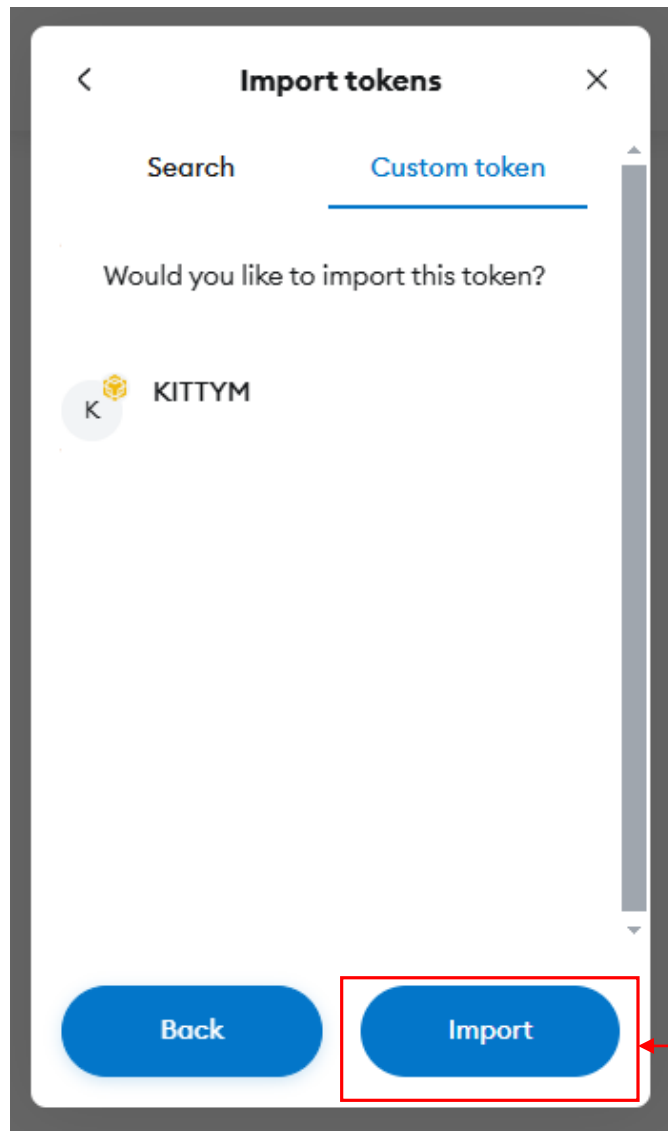 Import tokens
Search
Custom token
Would you like to import this token?
K
KITTYM
Back
Import